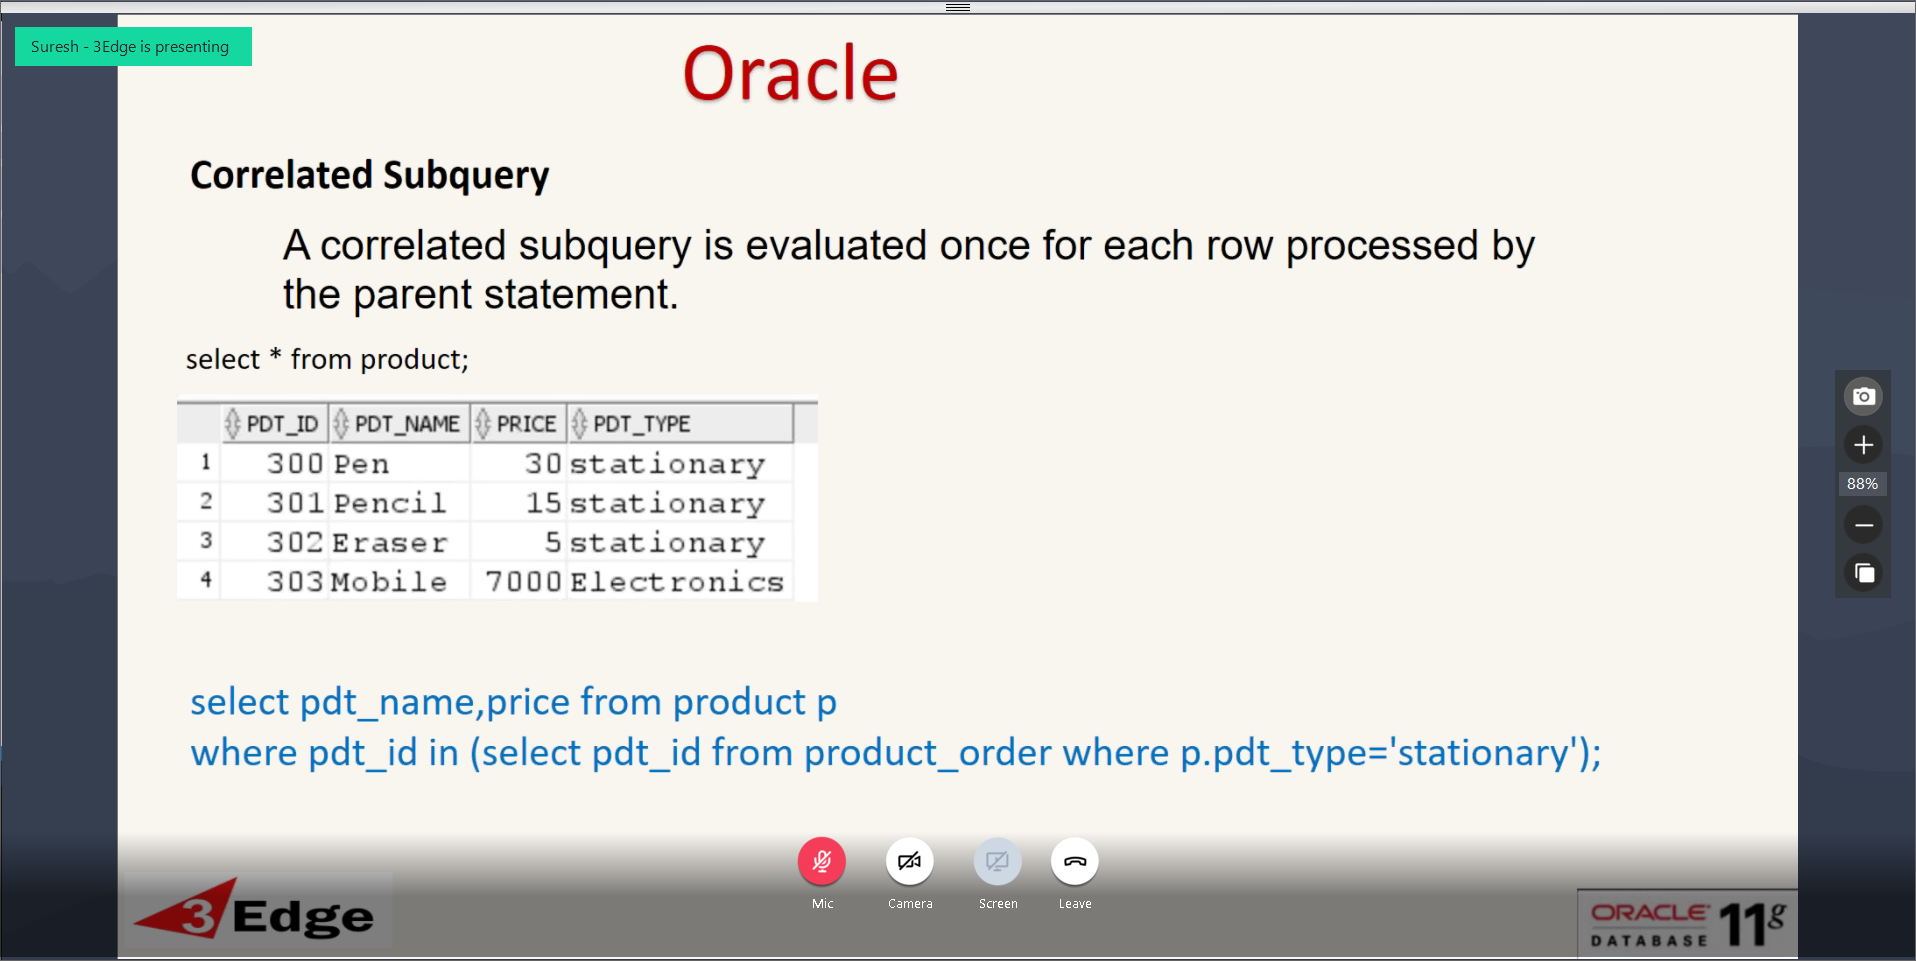 Suresh - 3Edge is presenting
Oracle
Correlated Subquery
A correlated subquery is evaluated once for each row processed by
the parent statement.
select * from product;
PDT_ID PDT_NAME PRICE PDT_TYPE
1 300 Pen 30 stationary
2 301 Pencil 15 stationary
3 302 Eraser 5 stationary
4 303 Mobile 7000 Electronics
88%
select pdt_name,price from product p
where pdt_id in (select pdt_id from product_order where p.pdt_type='stationary');
Mic Camera Screen Leave
3Edge
ORACLE 11g
DATABASE